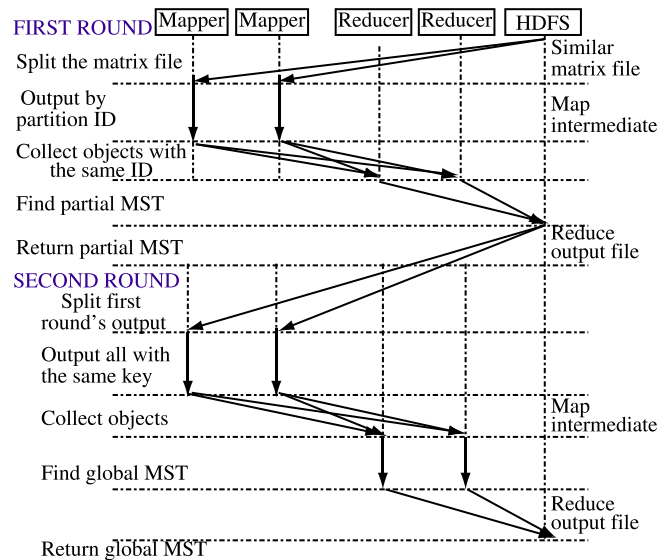 Mapper Mapper Reducer Reducer HDFS
FIRST ROUND
Split the matrix file
Similar
matrix file
Output by
partition ID
Map
intermediate
Collect objects with
the same ID
Find partial MST
Return partial MST
Reduce
output file
SECOND ROUND
Split first
round's output
Output all with
the same key
Collect objects
Map
intermediate
Find global MST
Reduce
output file
Return global MST